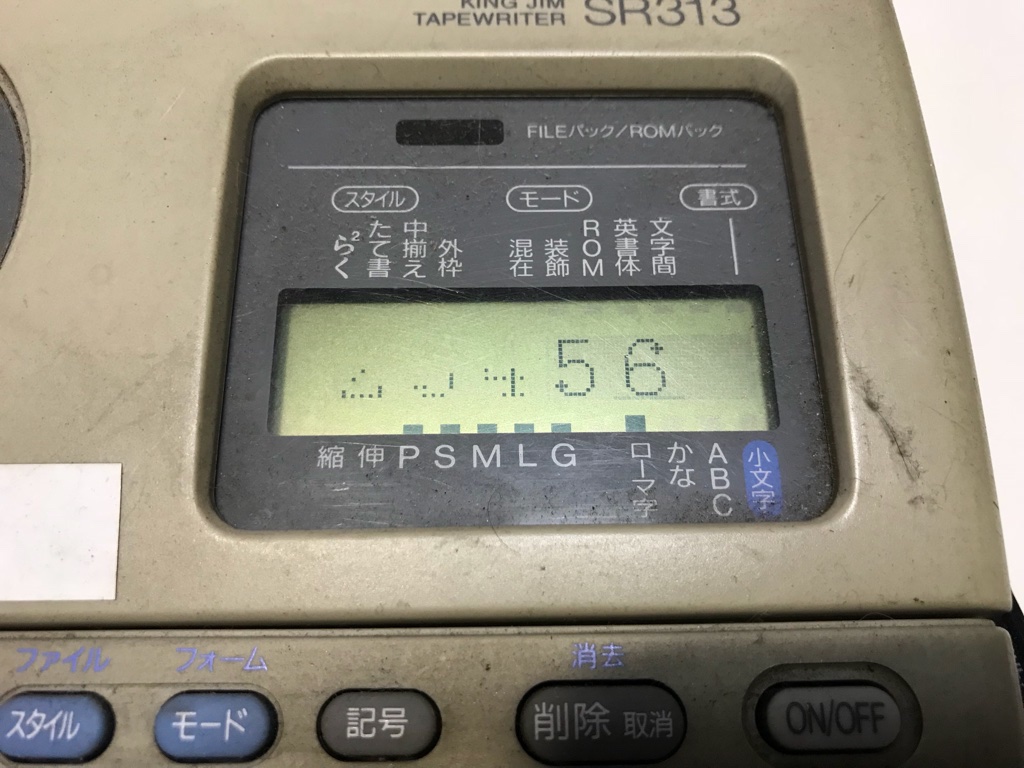 KING JIM
TAPEWRITER SR313
FILEパック/ROMパック
スタイル モード 書式
らく² たて書 中揃え 外枠 混在 装飾 ROM 英書体 文字間
56
縮 伸 P S M L G ローマ字 かな ABC 小文字
ファイル フォーム 消去
スタイル モード 記号 削除 取消 ON/OFF